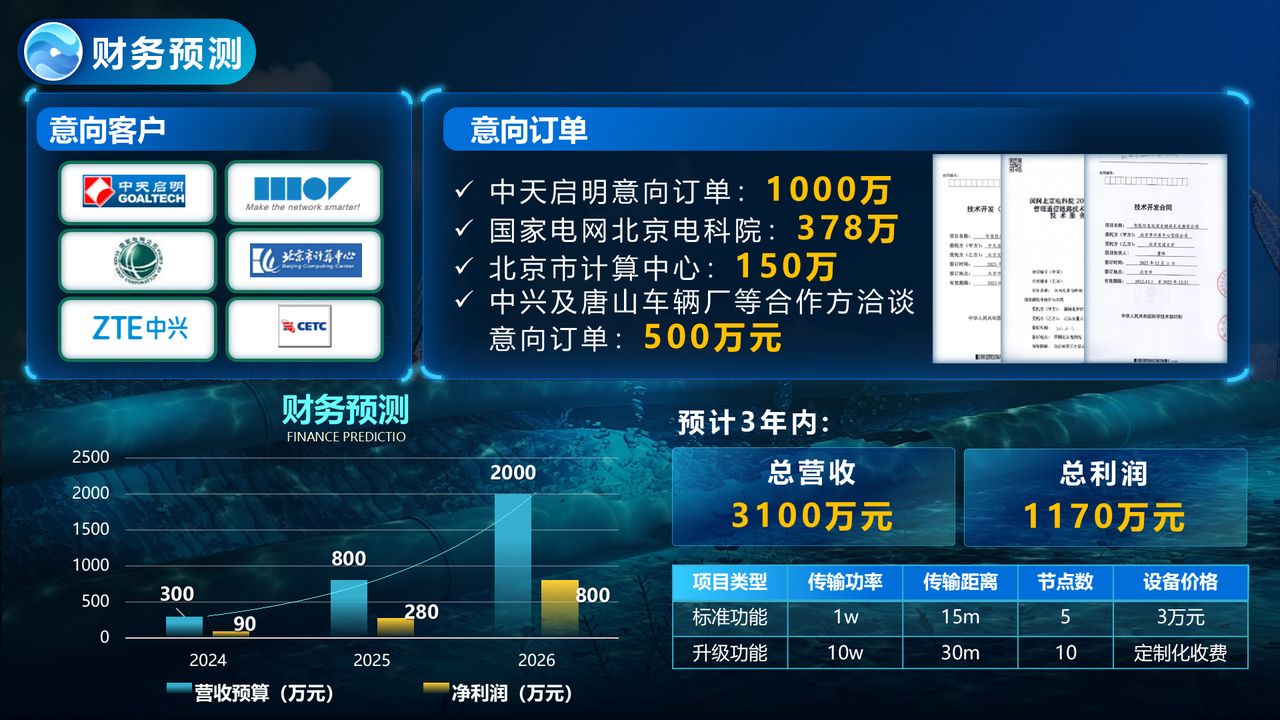 财务预测
意向客户
中天启明
GOALTECH
Make the network smarter!
北京市计算中心
Beijing Computing Center
ZTE中兴
CETC
意向订单
✓ 中天启明意向订单：1000万
✓ 国家电网北京电科院：378万
✓ 北京市计算中心：150万
✓ 中兴及唐山车辆厂等合作方洽谈
意向订单：500万元
技术开发（
技术开发合同
财务预测
FINANCE PREDICTIO
2500
2000
1500
1000
500
0
300
90
800
280
2000
800
2024
2025
2026
营收预算（万元）
净利润（万元）
预计3年内：
总营收
3100万元
总利润
1170万元
项目类型 传输功率 传输距离 节点数 设备价格
标准功能 1w 15m 5 3万元
升级功能 10w 30m 10 定制化收费